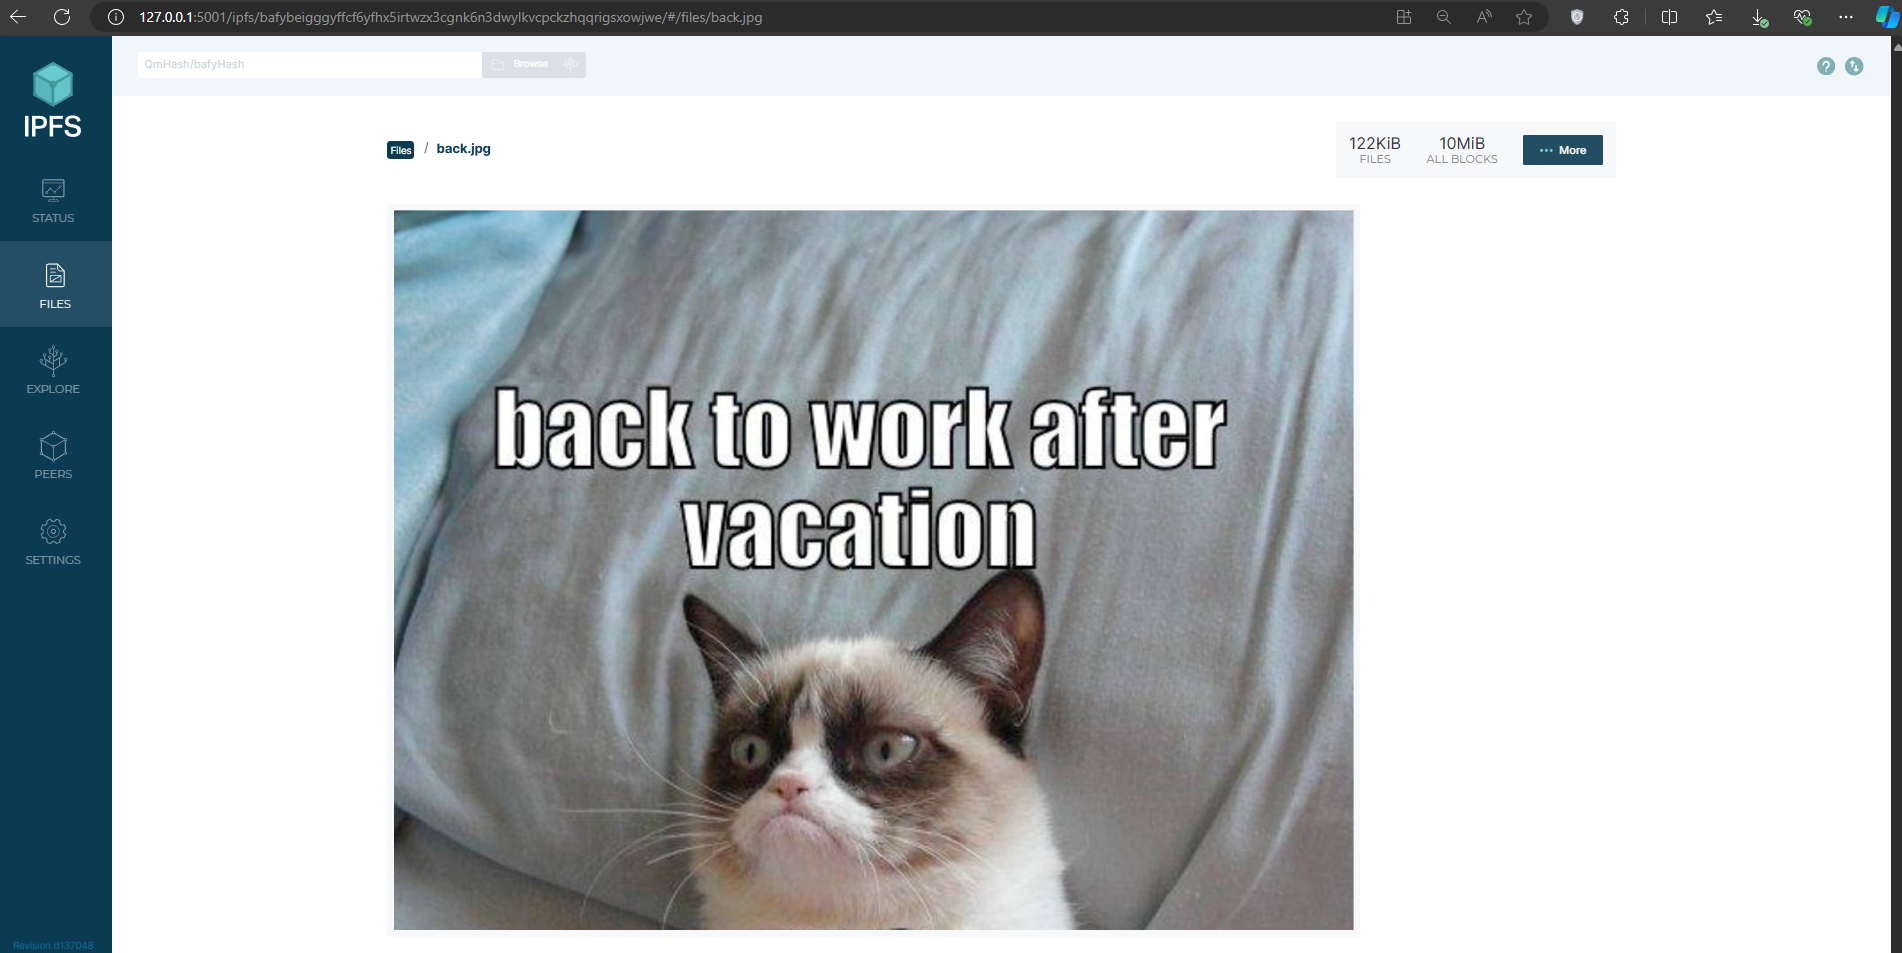 127.0.0.1:5001/ipfs/bafybeigggyffcf6yfhx5irtwzx3cgnk6n3dwylkvcpckzhqqrigsxowjwe/#/files/back.jpg
QmHash/bafyHash
Browse
IPFS
STATUS
FILES
EXPLORE
PEERS
SETTINGS
Revision d137048
Files / back.jpg
122KiB
FILES
10MiB
ALL BLOCKS
More
back to work after
vacation